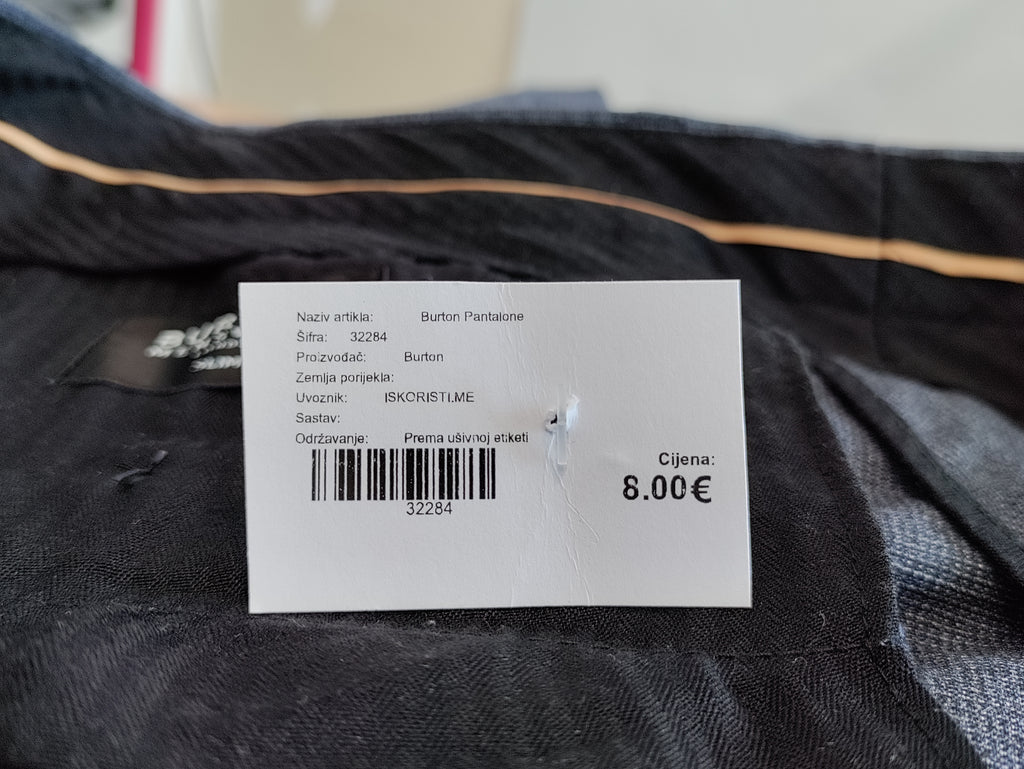 Naziv artikla: Burton Pantalone
Šifra: 32284
Proizvođač: Burton
Zemlja porijekla:
Uvoznik: ISKORISTI.ME
Sastav:
Održavanje: Prema ušivnoj etiketi
32284
Cijena:
8.00€